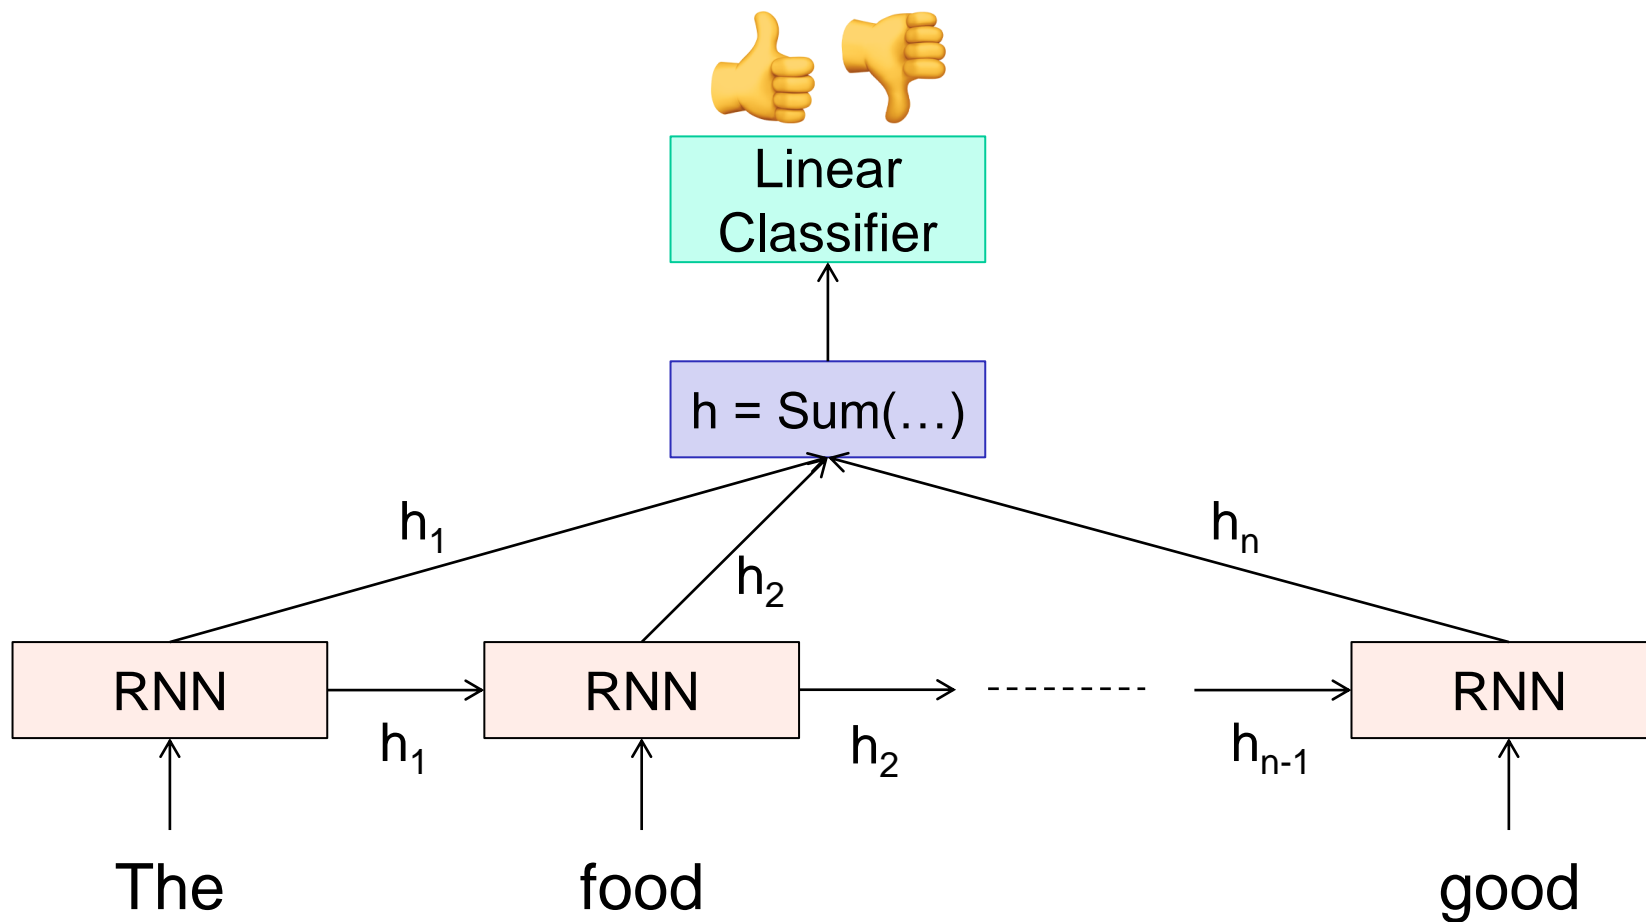 Linear
Classifier
h = Sum(…)
h₁
h₂
hₙ
RNN
RNN
RNN
h₁
h₂
hₙ₋₁
The
food
good